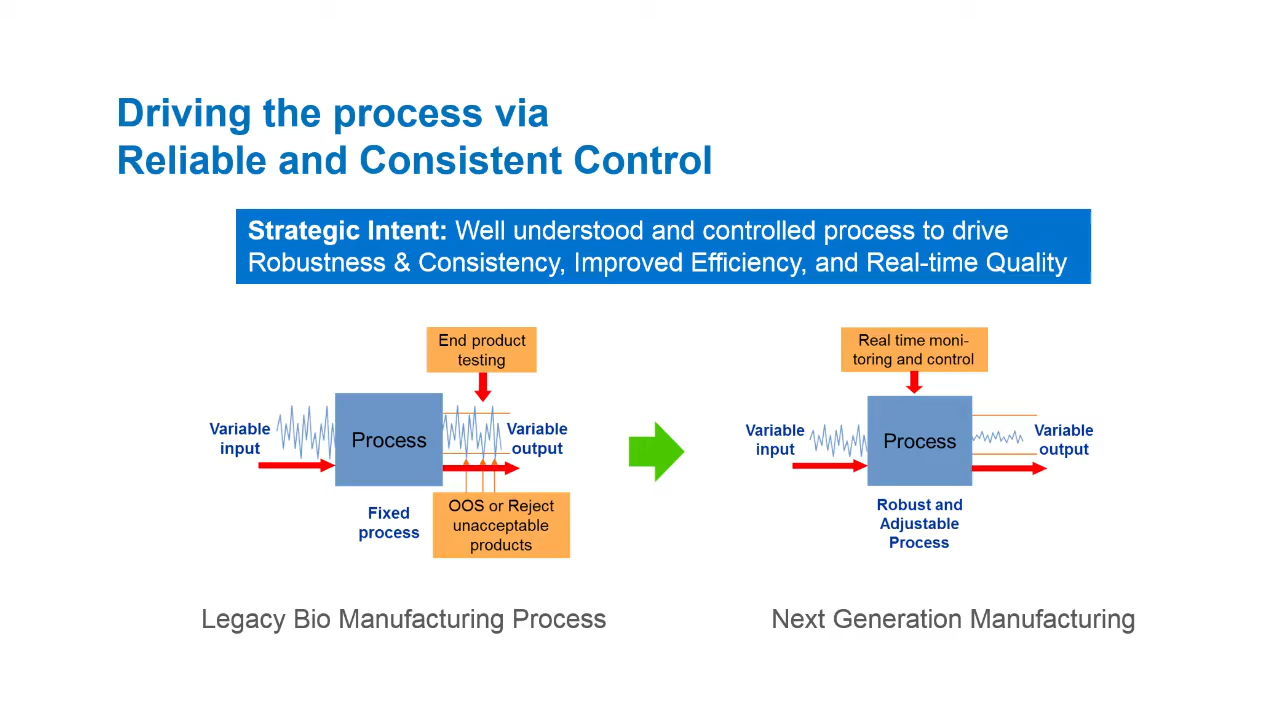 Driving the process via
Reliable and Consistent Control
Strategic Intent: Well understood and controlled process to drive
Robustness & Consistency, Improved Efficiency, and Real-time Quality
End product
testing
Variable
input
Process
Variable
output
Fixed
process
OOS or Reject
unacceptable
products
Legacy Bio Manufacturing Process
Real time moni-
toring and control
Variable
input
Process
Variable
output
Robust and
Adjustable
Process
Next Generation Manufacturing